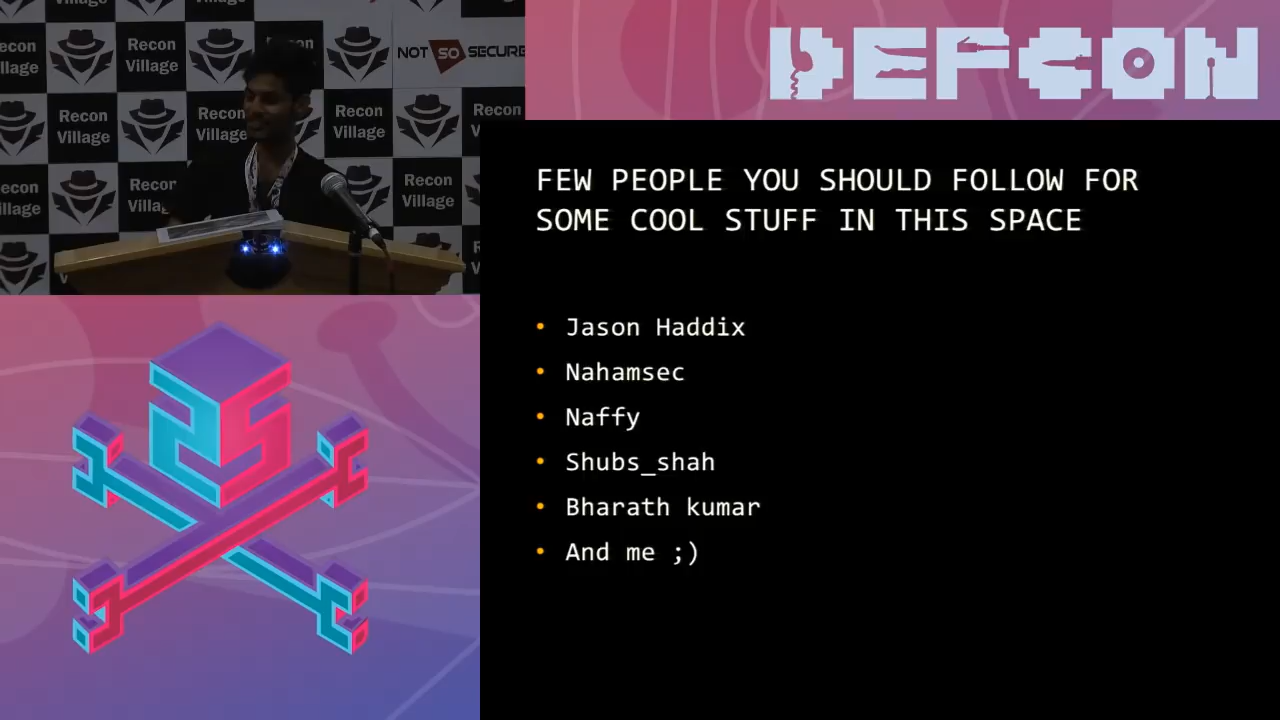 Recon
Village
Recon
Village
Recon
NOT SO SECURE
Recon
Village
Recon
Village
Recon
Village
Recon
Village
DEFCON
FEW PEOPLE YOU SHOULD FOLLOW FOR
SOME COOL STUFF IN THIS SPACE
• Jason Haddix
• Nahamsec
• Naffy
• Shubs_shah
• Bharath kumar
• And me ;)